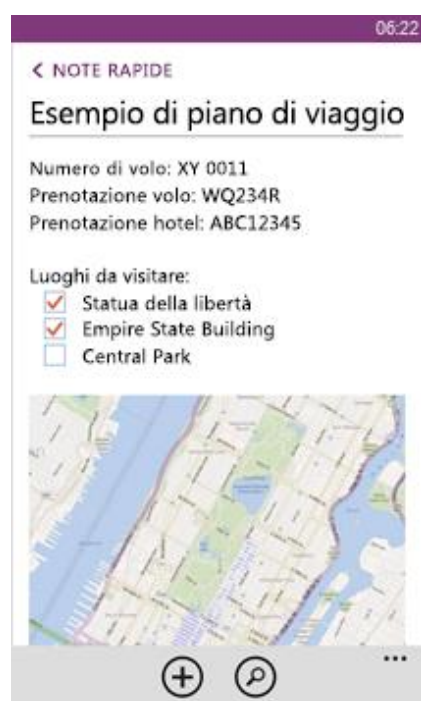 06:22
NOTE RAPIDE
Esempio di piano di viaggio
Numero di volo: XY 0011
Prenotazione volo: WQ234R
Prenotazione hotel: ABC12345
Luoghi da visitare:
Statua della libertà
Empire State Building
Central Park